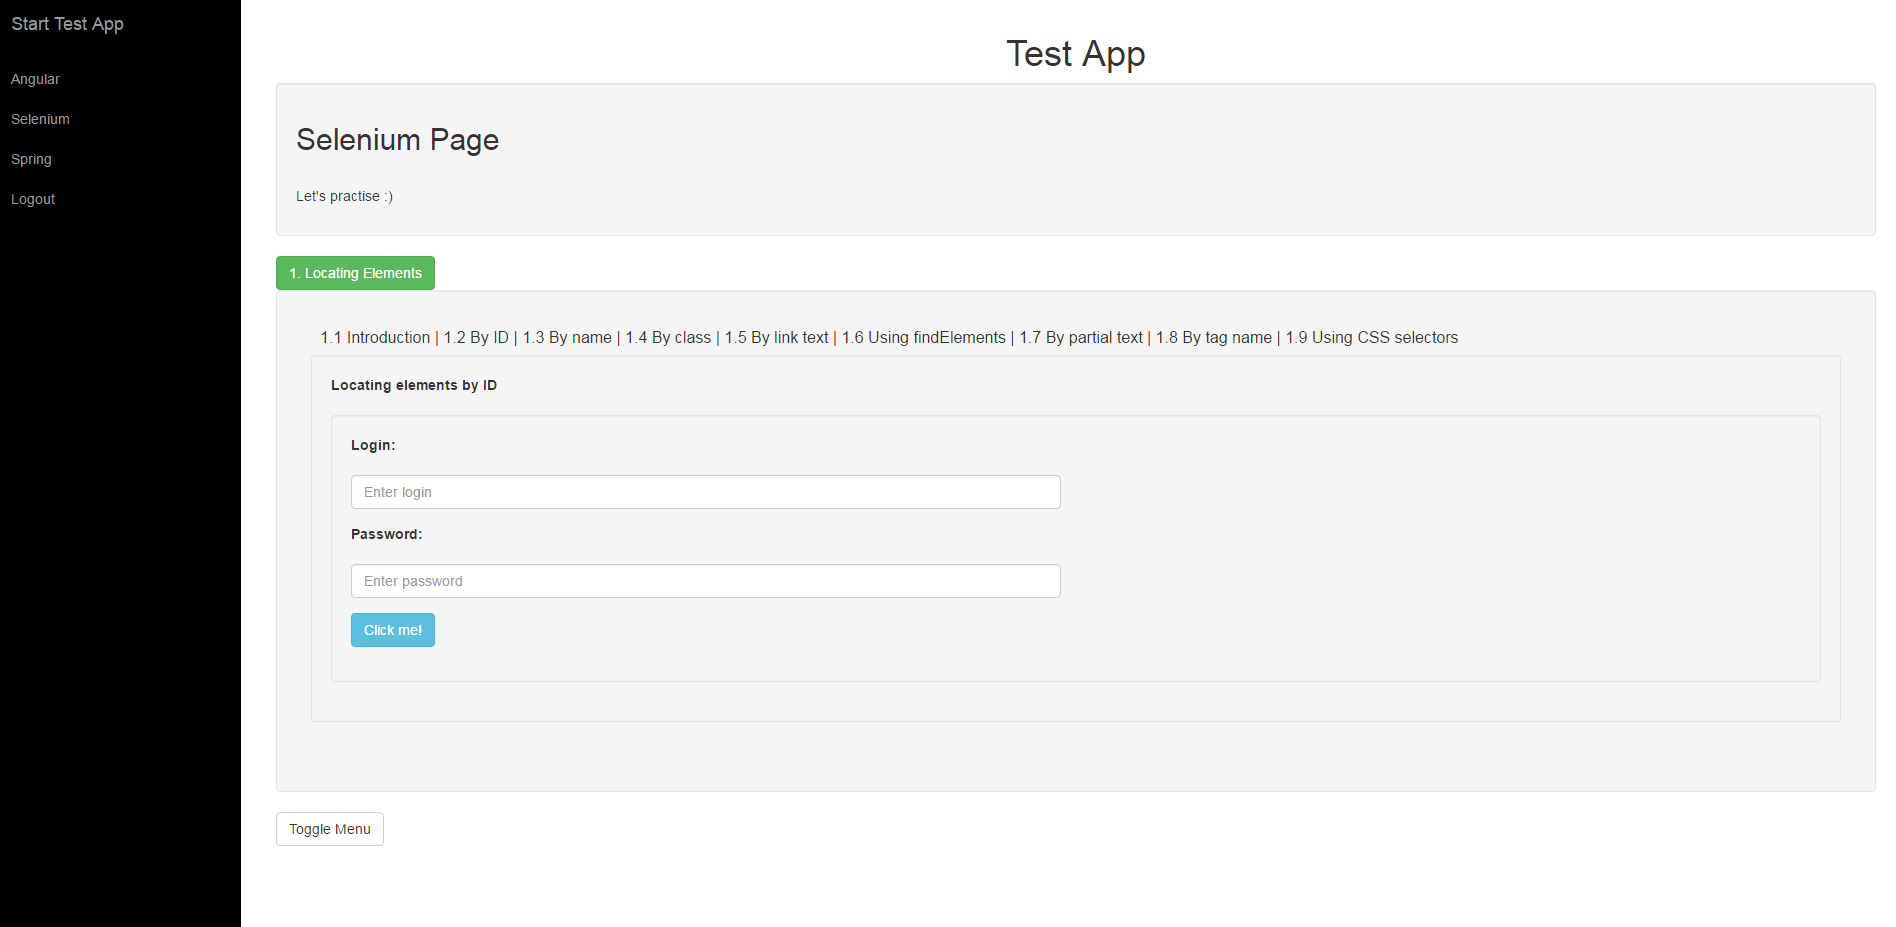 Start Test App
Angular
Selenium
Spring
Logout
Test App
Selenium Page
Let's practise :)
1. Locating Elements
1.1 Introduction | 1.2 By ID | 1.3 By name | 1.4 By class | 1.5 By link text | 1.6 Using findElements | 1.7 By partial text | 1.8 By tag name | 1.9 Using CSS selectors
Locating elements by ID
Login:
Enter login
Password:
Enter password
Click me!
Toggle Menu